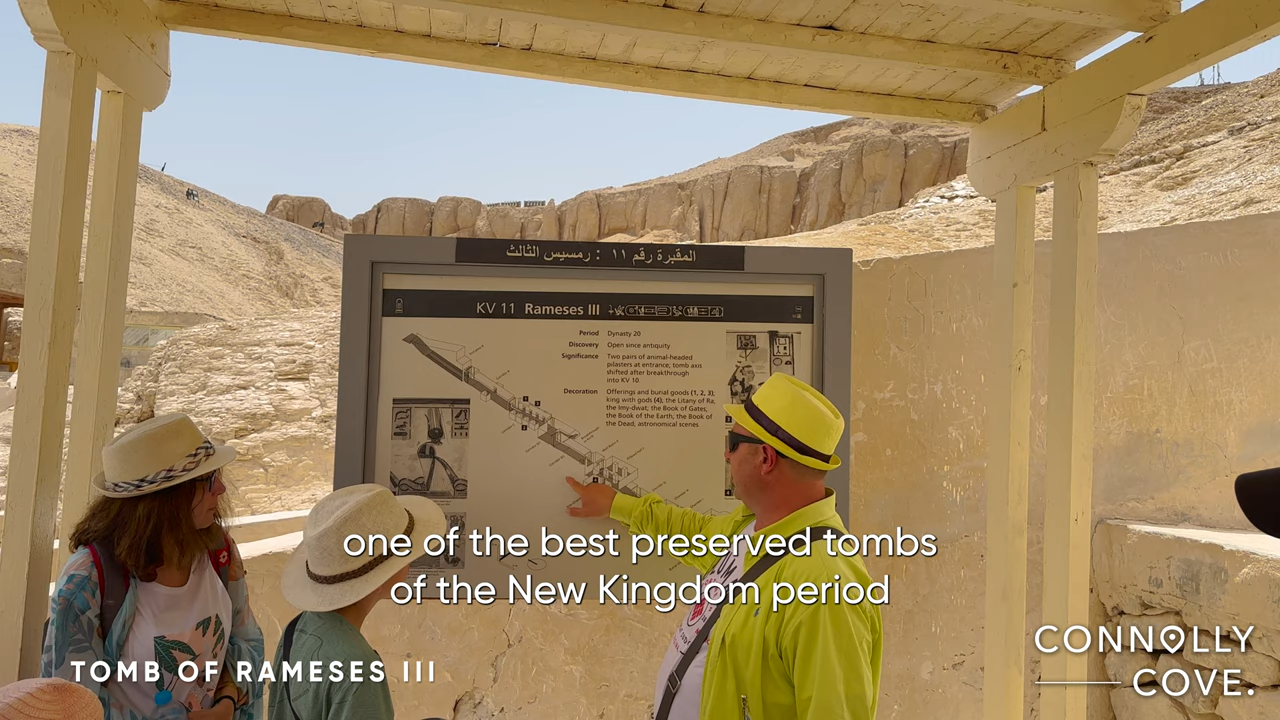 المقبرة رقم ١١ : رمسيس الثالث
KV 11 Rameses III
Period Dynasty 20
Discovery Open since antiquity
Significance Two pairs of animal-headed
pilasters at entrance; tomb axis
shifted after breakthrough
into KV 10
Decoration Offerings and burial goods (1, 2, 3),
king with gods (4), the Litany of Ra,
the Imy-dwat; the Book of Gates,
the Book of the Earth; the Book of
the Dead, astronomical scenes
one of the best preserved tombs
of the New Kingdom period
TOMB OF RAMESES III
CONNOLLY
COVE.